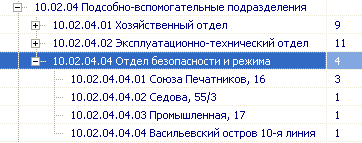 10.02.04 Подсобно-вспомогательные подразделения
10.02.04.01 Хозяйственный отдел 9
10.02.04.02 Эксплуатационно-технический отдел 11
10.02.04.04 Отдел безопасности и режима 4
10.02.04.04.01 Союза Печатников, 16 3
10.02.04.04.02 Седова, 55/3 1
10.02.04.04.03 Промышленная, 17 1
10.02.04.04.04 Васильевский остров 10-я линия 1